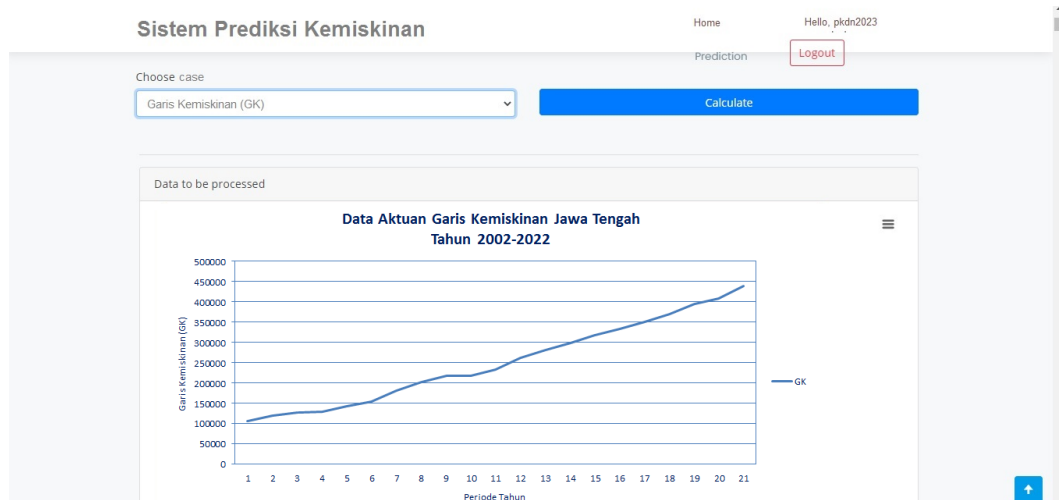 Sistem Prediksi Kemiskinan
Home
Hello, pkdn2023
Prediction
Logout
Choose case
Garis Kemiskinan (GK)
Calculate
Data to be processed
Data Aktuan Garis Kemiskinan Jawa Tengah
Tahun 2002-2022
Garis Kemiskinan (GK)
500000
450000
400000
350000
300000
250000
200000
150000
100000
50000
0
GK
1 2 3 4 5 6 7 8 9 10 11 12 13 14 15 16 17 18 19 20 21
Periode Tahun